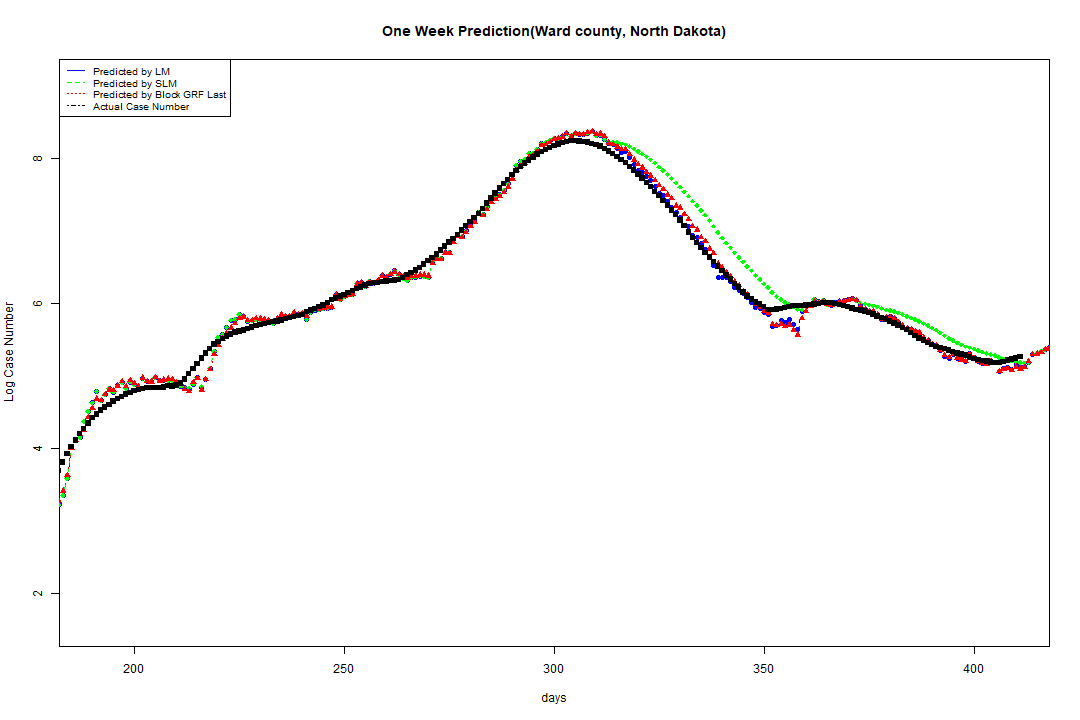 One Week Prediction(Ward county, North Dakota)
Predicted by LM
Predicted by SLM
Predicted by Block GRF Last
Actual Case Number
Log Case Number
8
6
4
2
200 250 300 350 400
days